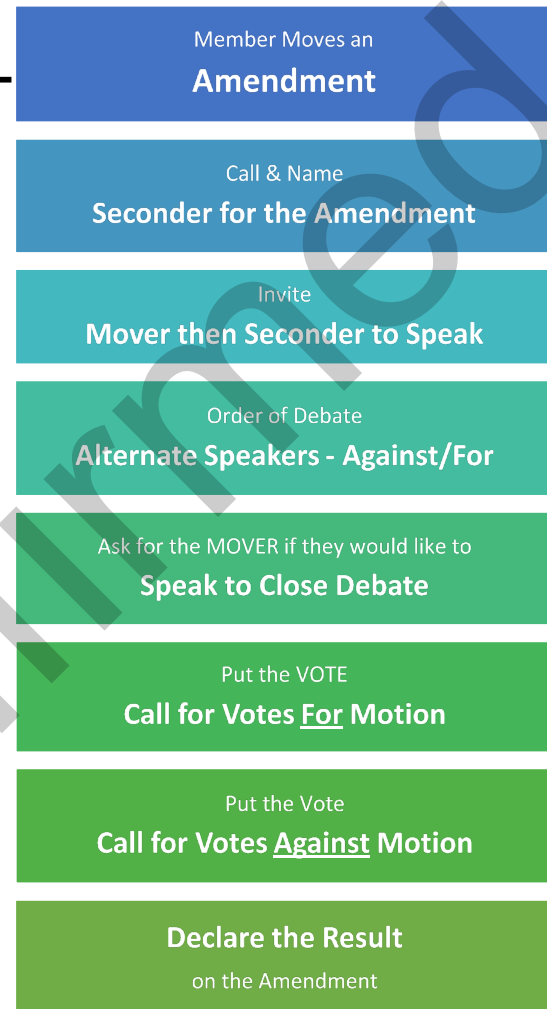 Member Moves an
Amendment
Call & Name
Seconder for the Amendment
Invite
Mover then Seconder to Speak
Order of Debate
Alternate Speakers - Against/For
Ask for the MOVER if they would like to
Speak to Close Debate
Put the VOTE
Call for Votes For Motion
Put the Vote
Call for Votes Against Motion
Declare the Result
on the Amendment